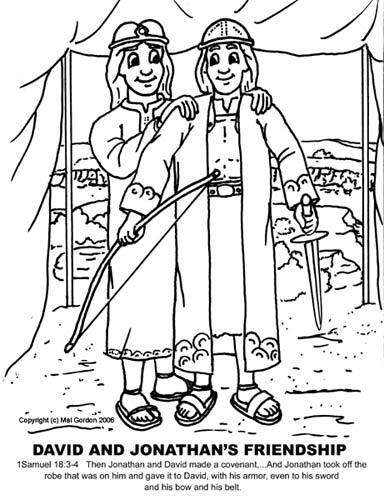 Copyright (c) Mal Gordon 2006
DAVID AND JONATHAN'S FRIENDSHIP
1Samuel 18:3-4 Then Jonathan and David made a covenant,...And Jonathan took off the
robe that was on him and gave it to David, with his armor, even to his sword
and his bow and his belt.